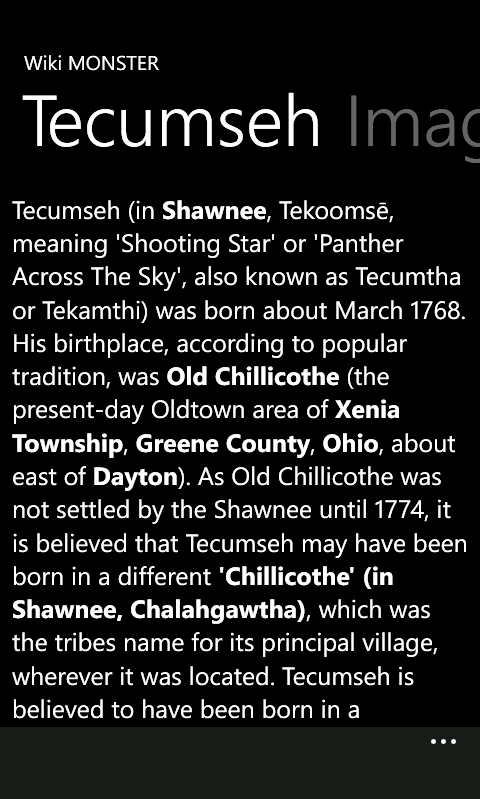 Wiki MONSTER
Tecumseh Imag
Tecumseh (in Shawnee, Tekoomsē,
meaning 'Shooting Star' or 'Panther
Across The Sky', also known as Tecumtha
or Tekamthi) was born about March 1768.
His birthplace, according to popular
tradition, was Old Chillicothe (the
present-day Oldtown area of Xenia
Township, Greene County, Ohio, about
east of Dayton). As Old Chillicothe was
not settled by the Shawnee until 1774, it
is believed that Tecumseh may have been
born in a different 'Chillicothe' (in
Shawnee, Chalahgawtha), which was
the tribes name for its principal village,
wherever it was located. Tecumseh is
believed to have been born in a